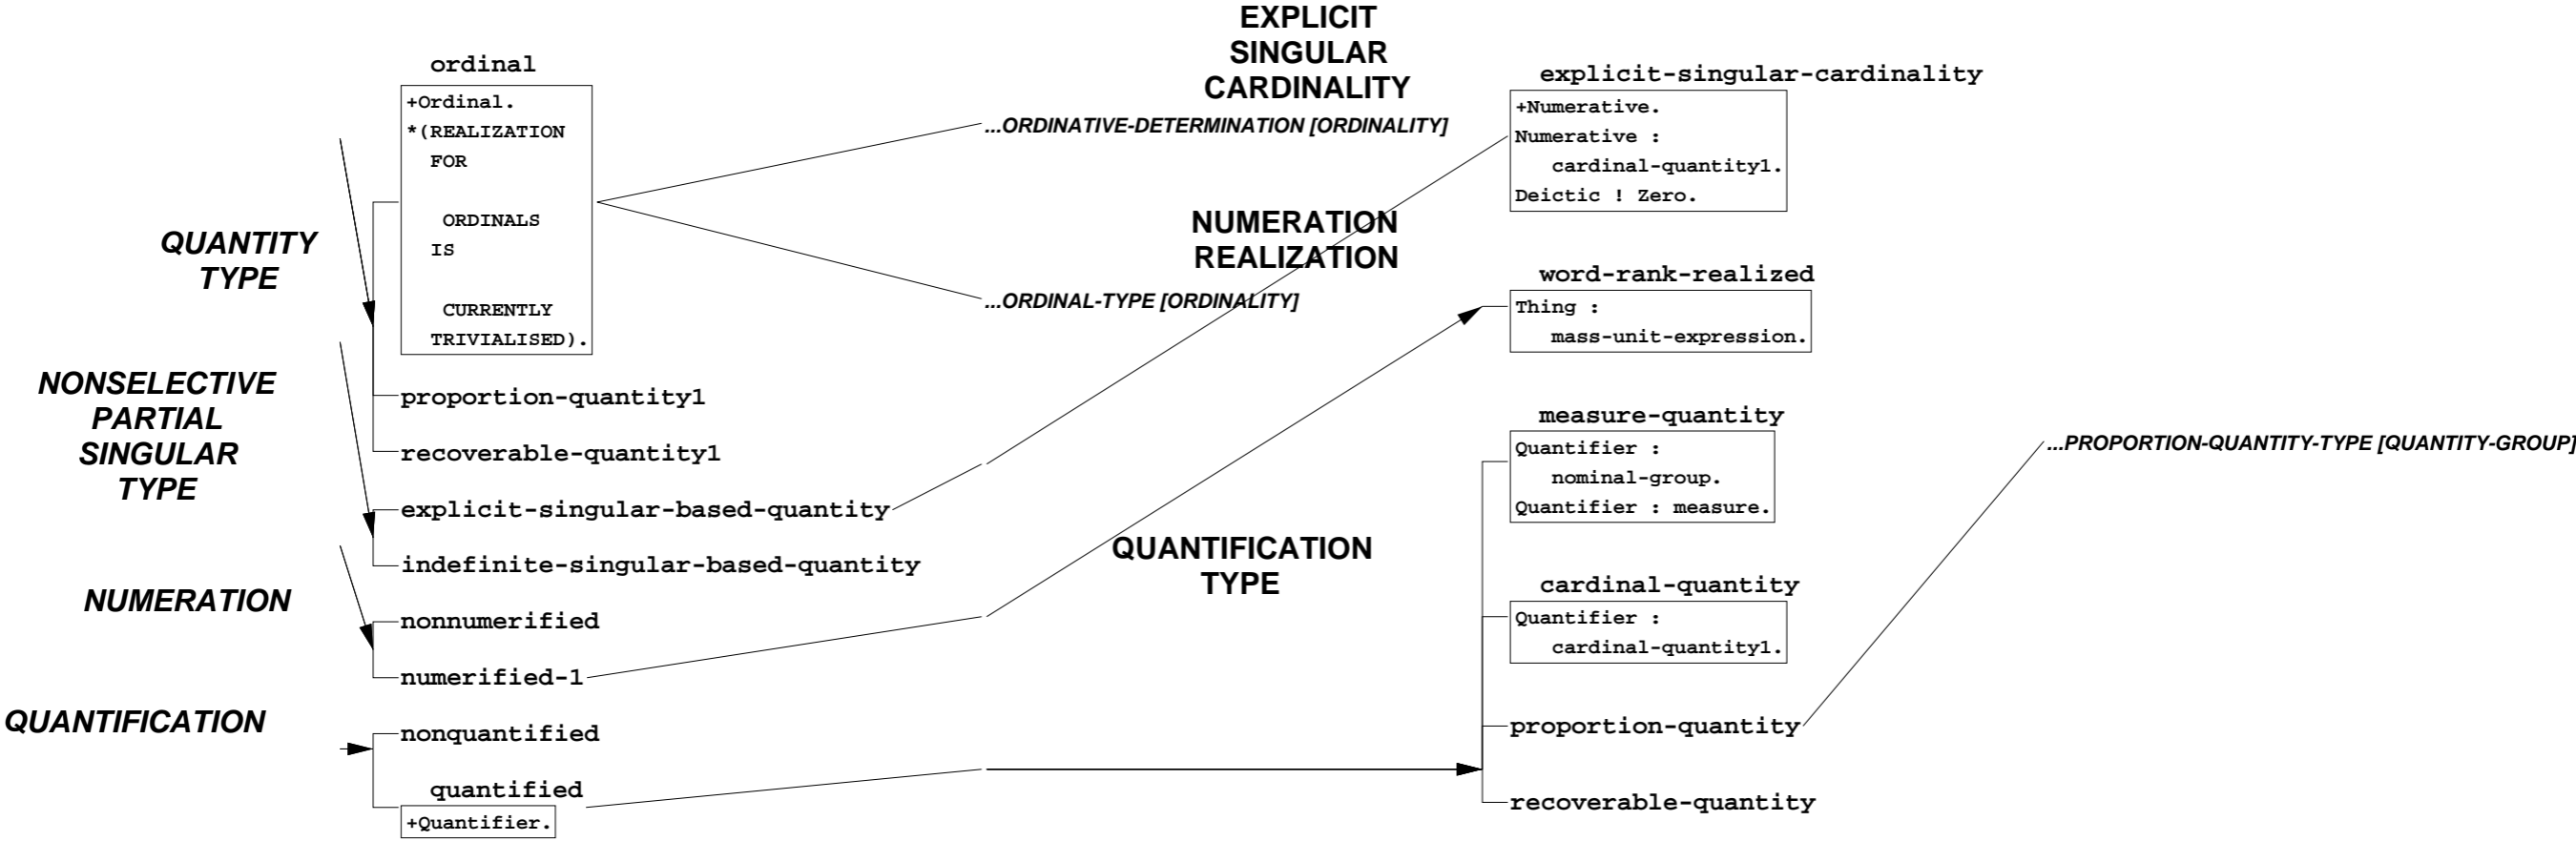 EXPLICIT
SINGULAR
CARDINALITY
ordinal
+Ordinal.
*(REALIZATION
FOR
ORDINALS
IS
CURRENTLY
TRIVIALISED).
...ORDINATIVE-DETERMINATION [ORDINALITY]
explicit-singular-cardinality
+Numerative.
Numerative :
cardinal-quantity1.
Deictic ! Zero.
QUANTITY
TYPE
NUMERATION
REALIZATION
...ORDINAL-TYPE [ORDINALITY]
word-rank-realized
Thing :
mass-unit-expression.
NONSELECTIVE
PARTIAL
SINGULAR
TYPE
proportion-quantity1
recoverable-quantity1
explicit-singular-based-quantity
indefinite-singular-based-quantity
measure-quantity
Quantifier :
nominal-group.
Quantifier : measure.
...PROPORTION-QUANTITY-TYPE [QUANTITY-GROUP]
QUANTIFICATION
TYPE
NUMERATION
nonnumerified
numerified-1
cardinal-quantity
Quantifier :
cardinal-quantity1.
QUANTIFICATION
nonquantified
quantified
+Quantifier.
proportion-quantity
recoverable-quantity